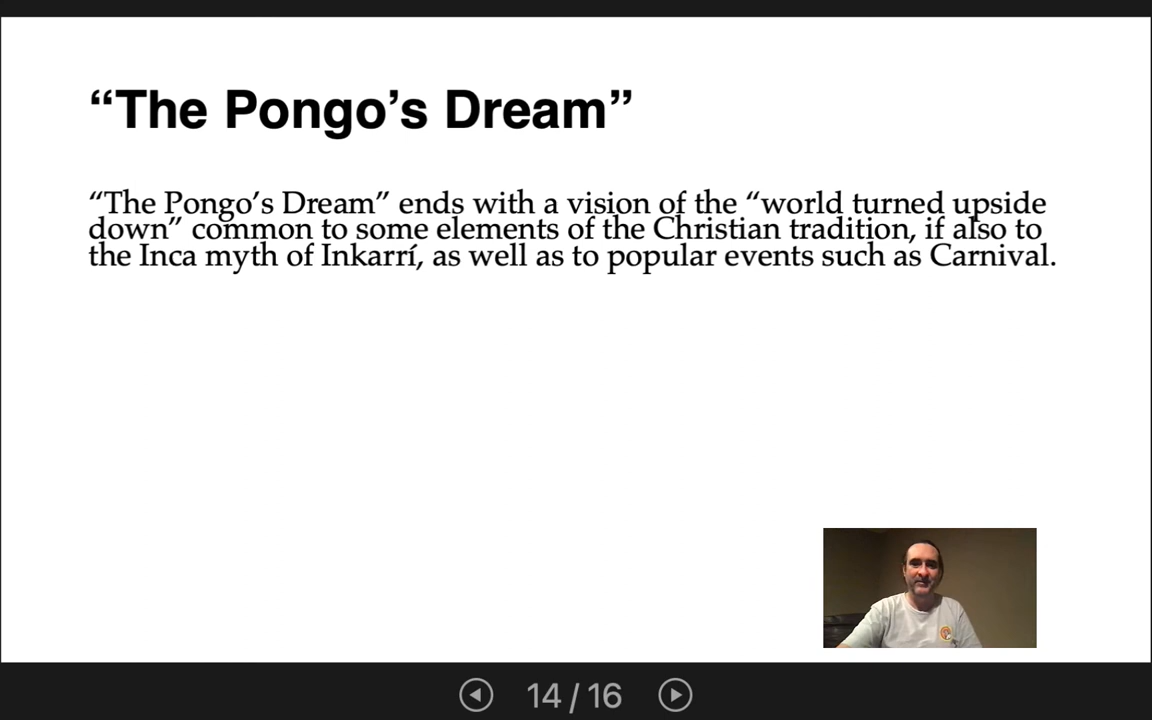 “The Pongo’s Dream”
“The Pongo’s Dream” ends with a vision of the “world turned upside
down” common to some elements of the Christian tradition, if also to
the Inca myth of Inkarrí, as well as to popular events such as Carnival.
14 / 16